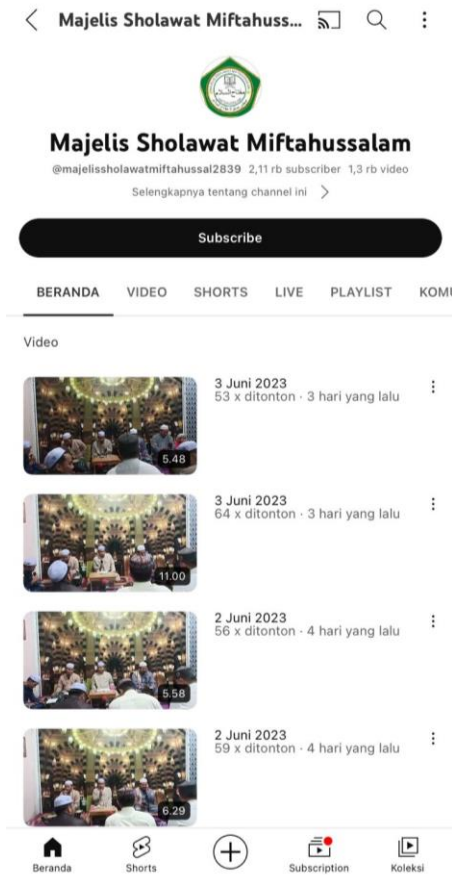 Majelis Sholawat Miftahuss...
Majelis Sholawat Miftahussalam
@majelissholawatmiftahussal2839 2,11 rb subscriber 1,3 rb video
Selengkapnya tentang channel ini
Subscribe
BERANDA VIDEO SHORTS LIVE PLAYLIST KOMU
Video
3 Juni 2023
53 x ditonton · 3 hari yang lalu
5.48
3 Juni 2023
64 x ditonton · 3 hari yang lalu
11.00
2 Juni 2023
56 x ditonton · 4 hari yang lalu
5.58
2 Juni 2023
59 x ditonton · 4 hari yang lalu
6.29
Beranda Shorts Subscription Koleksi